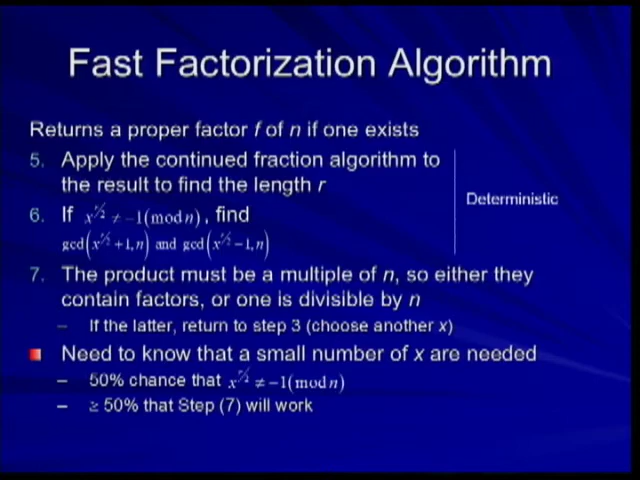 Fast Factorization Algorithm
Returns a proper factor f of n if one exists
5. Apply the continued fraction algorithm to
the result to find the length r
Deterministic
6. If x^{r/2} ≠ −1(mod n), find
gcd(x^{r/2} +1, n) and gcd(x^{r/2} −1, n)
7. The product must be a multiple of n, so either they
contain factors, or one is divisible by n
– If the latter, return to step 3 (choose another x)
Need to know that a small number of x are needed
– 50% chance that x^{r/2} ≠ −1(mod n)
– ≥ 50% that Step (7) will work